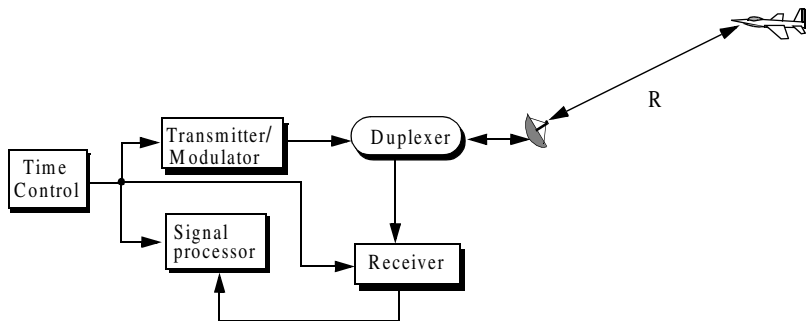 R
Transmitter/
Modulator
Duplexer
Time
Control
Signal
processor
Receiver